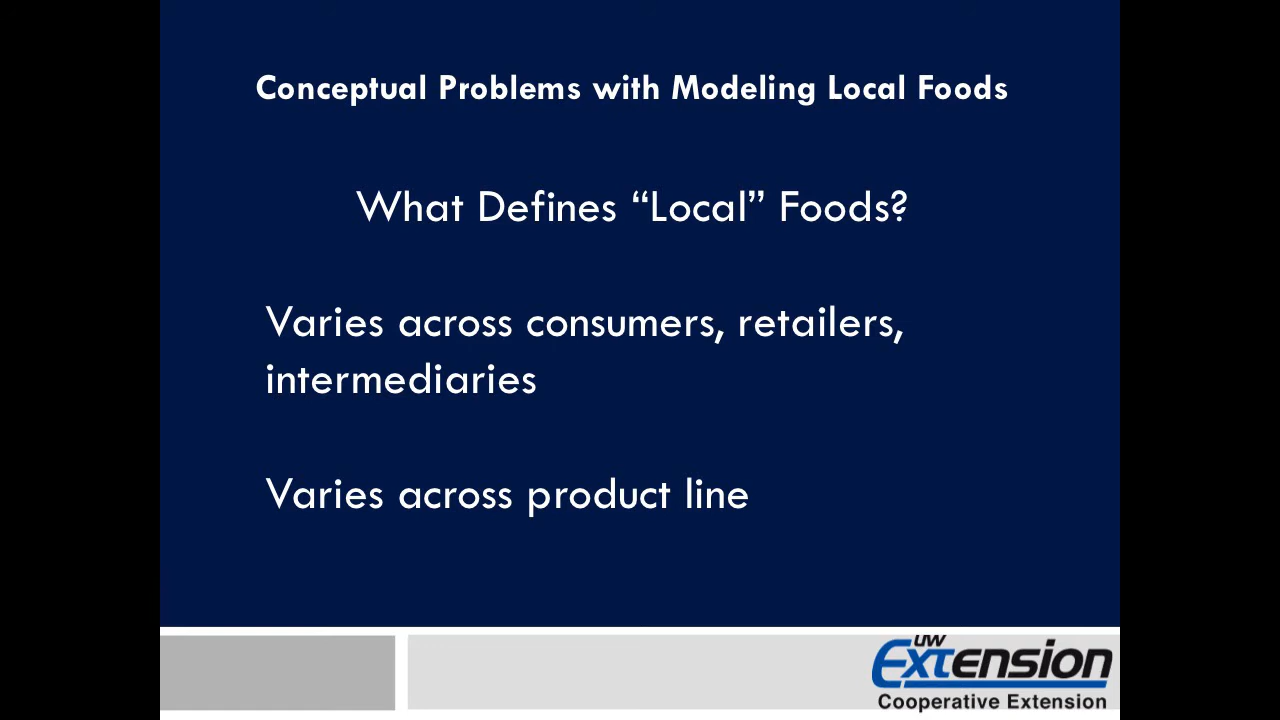 Conceptual Problems with Modeling Local Foods
What Defines “Local” Foods?
Varies across consumers, retailers,
intermediaries
Varies across product line
UW
Extension
Cooperative Extension